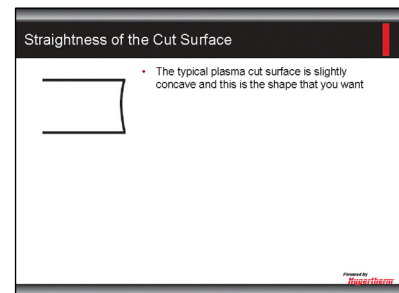 Straightness of the Cut Surface
• The typical plasma cut surface is slightly
concave and this is the shape that you want
Powered by
Hypertherm